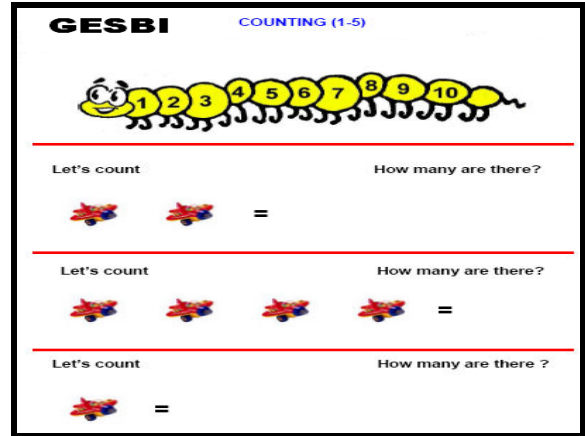 GESBI
COUNTING (1-5)
1 2 3 4 5 6 7 8 9 10
Let's count How many are there?
=
Let's count How many are there?
=
Let's count How many are there ?
=